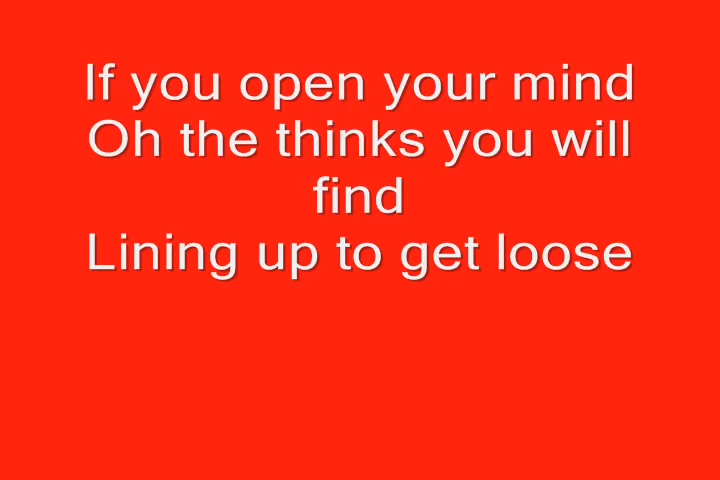 If you open your mind
Oh the thinks you will
find
Lining up to get loose